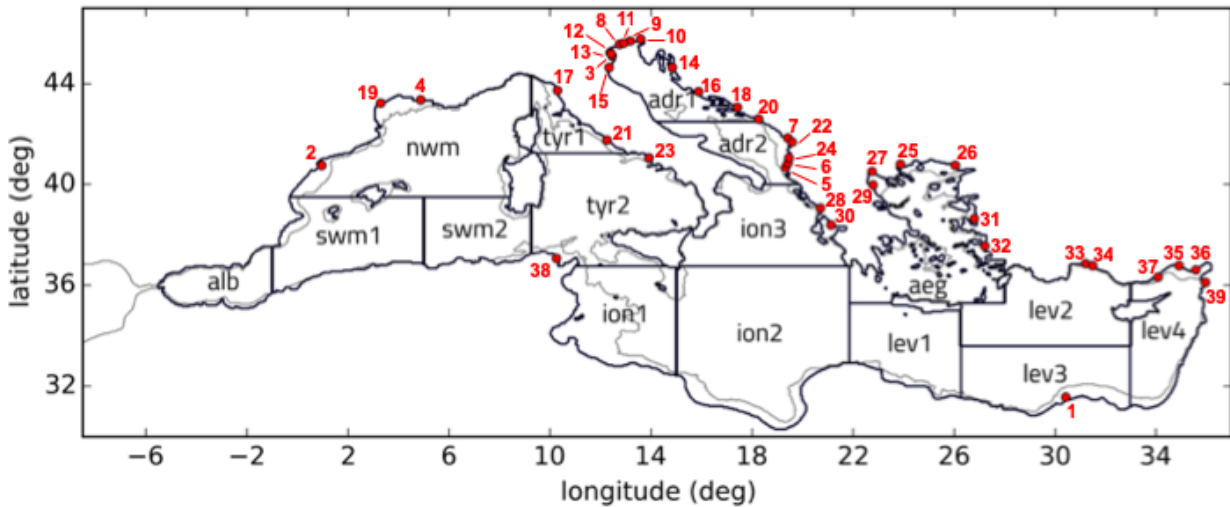 11
8 9
12 10
13
3 14
15
17
16 18
20
19 4
44
adr1
7 22
21
tyr1 adr2
24
23 6
5
2
nwm
40
27 25 26
29
28
30
31
32
swm1 swm2
tyr2
ion3
38
33 34 35 36
37
39
36
alb
aeg
ion1
ion2
lev1
lev2
lev4
lev3
1
32
latitude (deg)
−6 −2 2 6 10 14 18 22 26 30 34
longitude (deg)